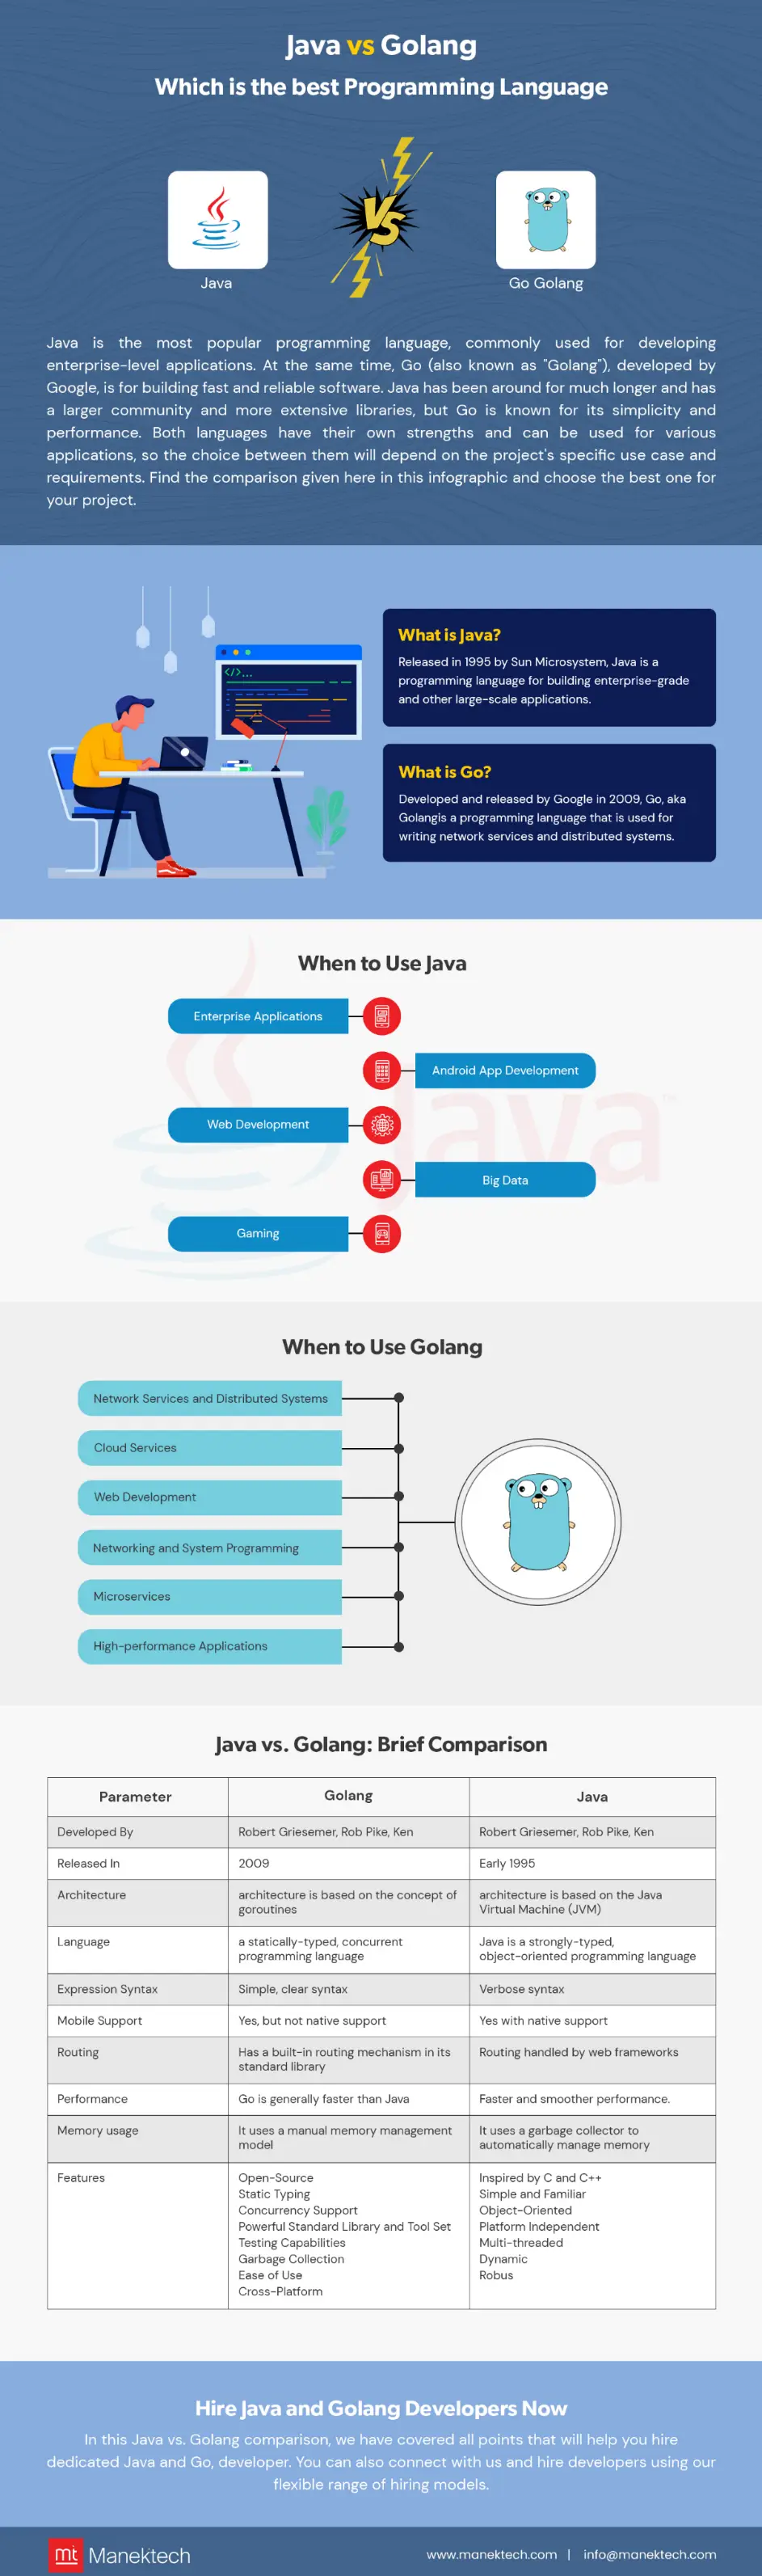 Java vs Golang
Which is the best Programming Language
VS
Java
Go Golang
Java is the most popular programming language, commonly used for developing
enterprise-level applications. At the same time, Go (also known as "Golang"), developed by
Google, is for building fast and reliable software. Java has been around for much longer and has
a larger community and more extensive libraries, but Go is known for its simplicity and
performance. Both languages have their own strengths and can be used for various
applications, so the choice between them will depend on the project's specific use case and
requirements. Find the comparison given here in this infographic and choose the best one for
your project.
</>...
What is Java?
Released in 1995 by Sun Microsystem, Java is a
programming language for building enterprise-grade
and other large-scale applications.
What is Go?
Developed and released by Google in 2009, Go, aka
Golangis a programming language that is used for
writing network services and distributed systems.
When to Use Java
Enterprise Applications
Android App Development
Web Development
Java™
Big Data
Gaming
When to Use Golang
Network Services and Distributed Systems
Cloud Services
Web Development
Networking and System Programming
Microservices
High-performance Applications
Java vs. Golang: Brief Comparison
Parameter Golang Java
Developed By Robert Griesemer, Rob Pike, Ken Robert Griesemer, Rob Pike, Ken
Released In 2009 Early 1995
Architecture architecture is based on the concept of architecture is based on the Java
goroutines Virtual Machine (JVM)
Language a statically-typed, concurrent Java is a strongly-typed,
programming language object-oriented programming language
Expression Syntax Simple, clear syntax Verbose syntax
Mobile Support Yes, but not native support Yes with native support
Routing Has a built-in routing mechanism in its Routing handled by web frameworks
standard library
Performance Go is generally faster than Java Faster and smoother performance.
Memory usage It uses a manual memory management It uses a garbage collector to
model automatically manage memory
Features Open-Source Inspired by C and C++
Static Typing Simple and Familiar
Concurrency Support Object-Oriented
Powerful Standard Library and Tool Set Platform Independent
Testing Capabilities Multi-threaded
Garbage Collection Dynamic
Ease of Use Robus
Cross-Platform
Hire Java and Golang Developers Now
In this Java vs. Golang comparison, we have covered all points that will help you hire
dedicated Java and Go, developer. You can also connect with us and hire developers using our
flexible range of hiring models.
mt Manektech
www.manektech.com | info@manektech.com